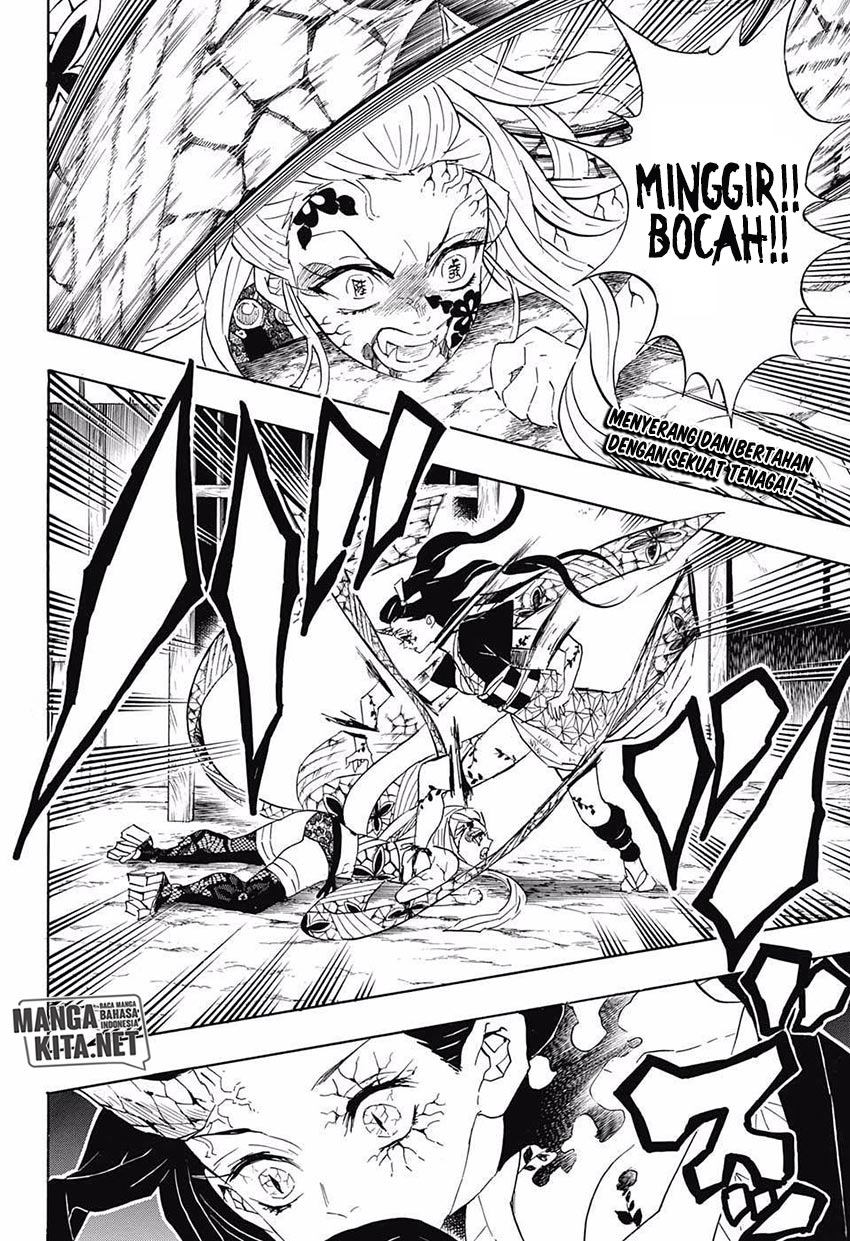 MINGGIR!!
BOCAH!!
MENYERANG DAN BERTAHAN
DENGAN SEKUAT TENAGA!!
MANGA
KITA.NET
BACA MANGA
BAHASA
INDONESIA